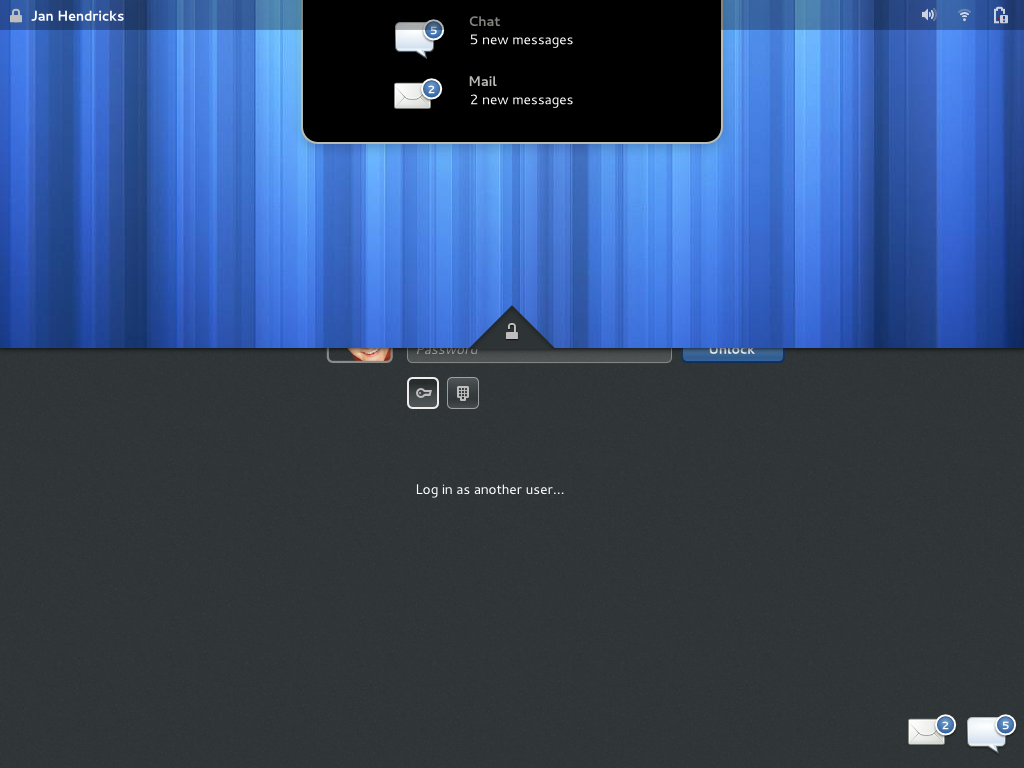 Jan Hendricks
5
Chat
5 new messages
2
Mail
2 new messages
Password
Unlock
Log in as another user...
2
5